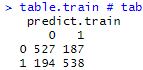 > table.train # tab
predict.train
0 1
0 527 187
1 194 538